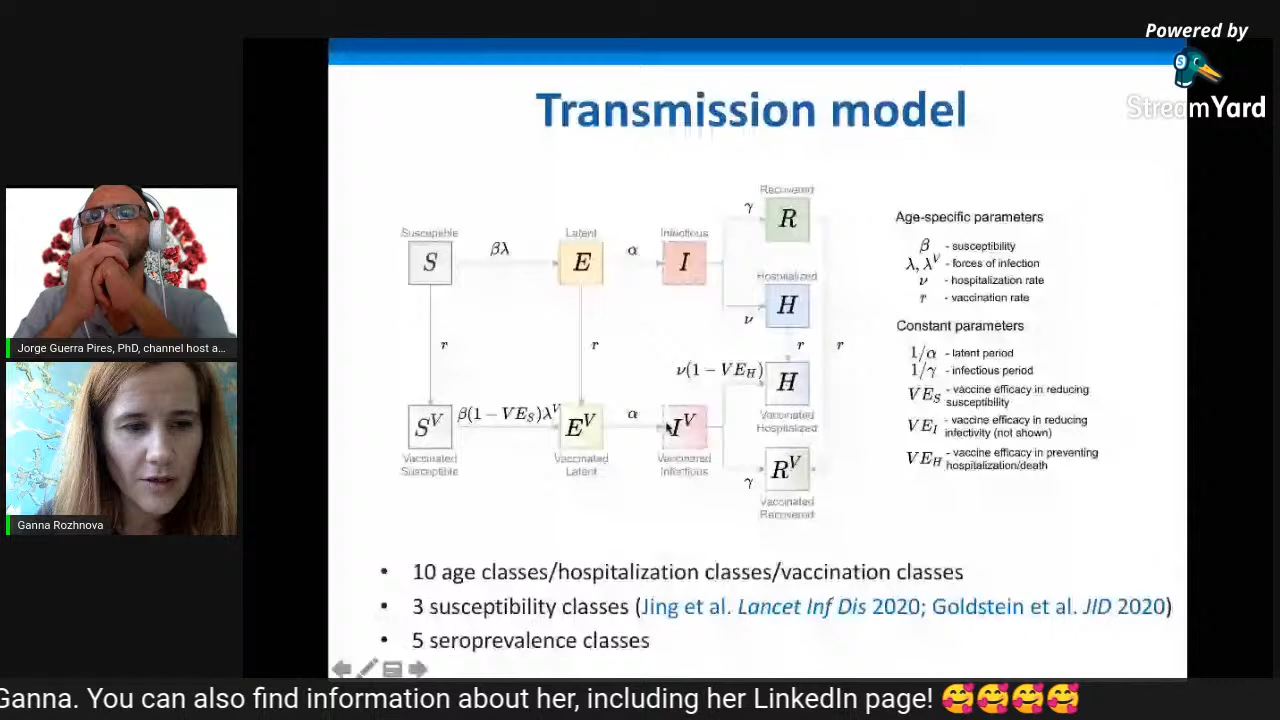 Powered by
StreamYard
Transmission model
Recovered
γ
R
Susceptible
βλ
Latent
α
Infectious
S
E
I
Hospitalized
H
ν
r
r
r
r
ν(1 − VE_H)
H
Vaccinated
Hospitalized
β(1 − VE_S)λ^V
α
S^V
E^V
I^V
Vaccinated
Susceptible
Vaccinated
Latent
Vaccinated
Infectious
R^V
γ
Vaccinated
Recovered
Age-specific parameters
β - susceptibility
λ, λ^V - forces of infection
ν - hospitalization rate
r - vaccination rate
Constant parameters
1/α - latent period
1/γ - infectious period
VE_S - vaccine efficacy in reducing
susceptibility
VE_I - vaccine efficacy in reducing
infectivity (not shown)
VE_H - vaccine efficacy in preventing
hospitalization/death
• 10 age classes/hospitalization classes/vaccination classes
• 3 susceptibility classes (Jing et al. Lancet Inf Dis 2020; Goldstein et al. JID 2020)
• 5 seroprevalence classes
Jorge Guerra Pires, PhD, channel host a...
Ganna Rozhnova
Ganna. You can also find information about her, including her LinkedIn page! 🥰🥰🥰🥰